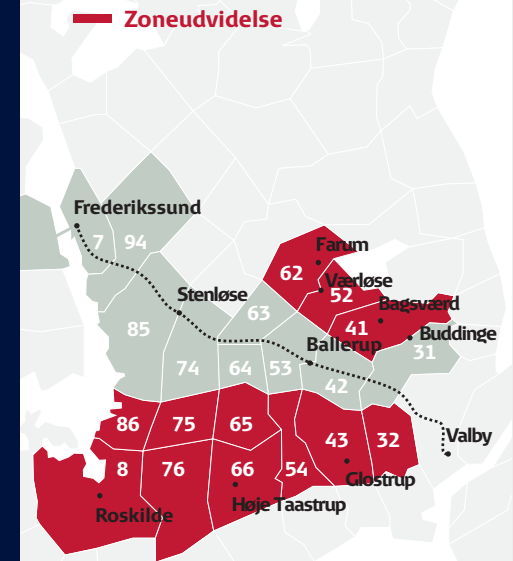 Zoneudvidelse
Frederikssund
7
94
Farum
62
Værløse
52
Stenløse
63
Bagsværd
41
85
Buddinge
Ballerup
31
74
64
53
42
86
75
65
43
32
Valby
8
76
66
54
Glostrup
Høje Taastrup
Roskilde